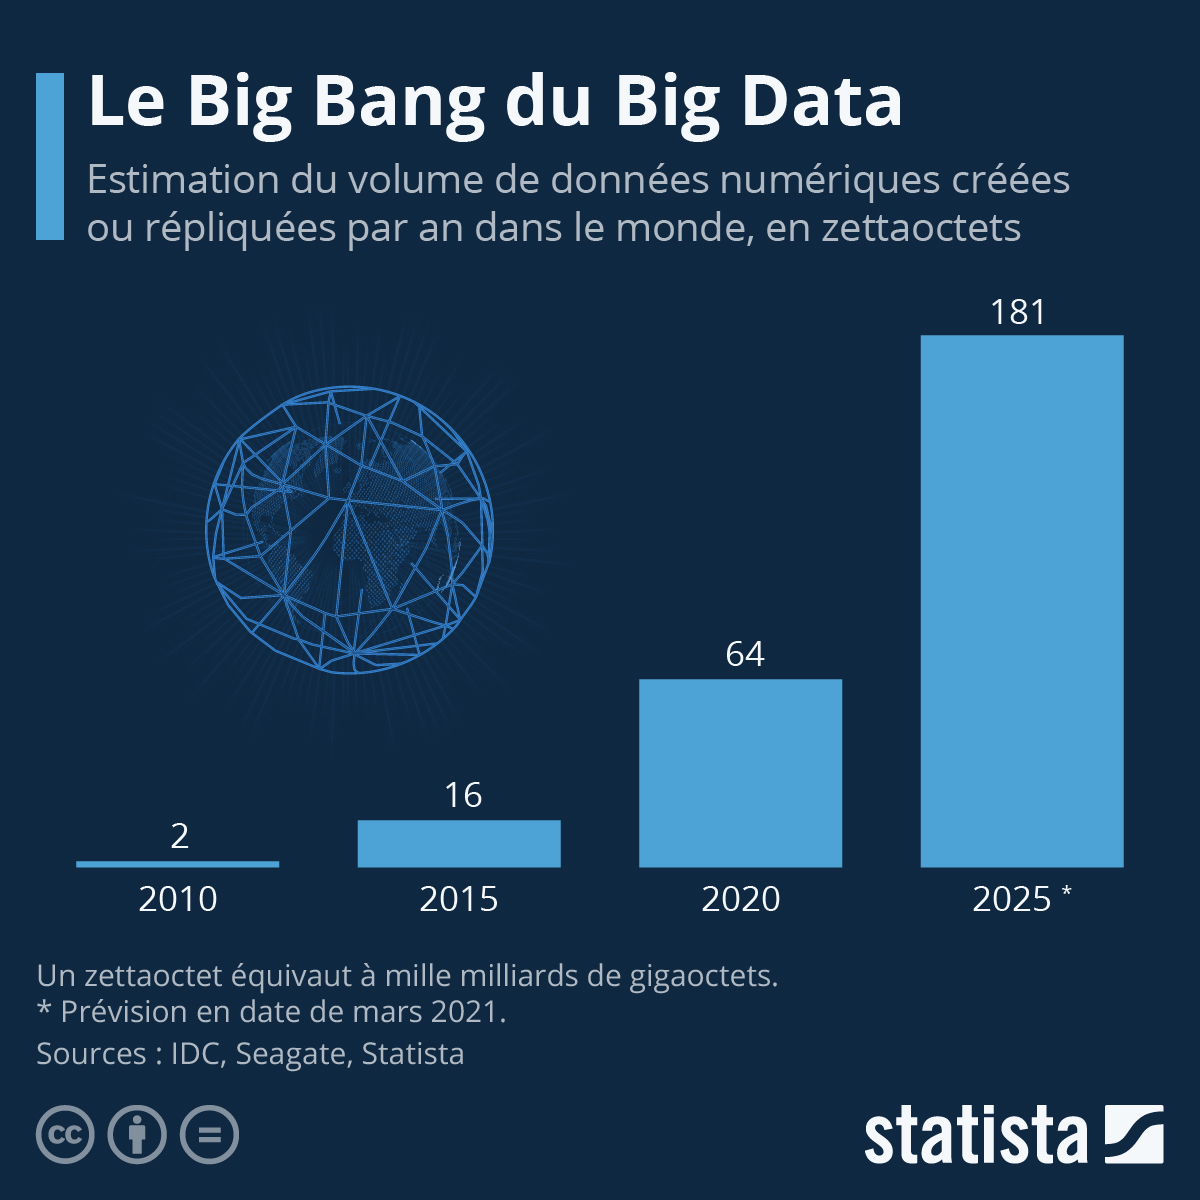 Le Big Bang du Big Data
Estimation du volume de données numériques créées
ou répliquées par an dans le monde, en zettaoctets
181
64
16
2
2010
2015
2020
2025 *
Un zettaoctet équivaut à mille milliards de gigaoctets.
* Prévision en date de mars 2021.
Sources : IDC, Seagate, Statista
cc
=
statista